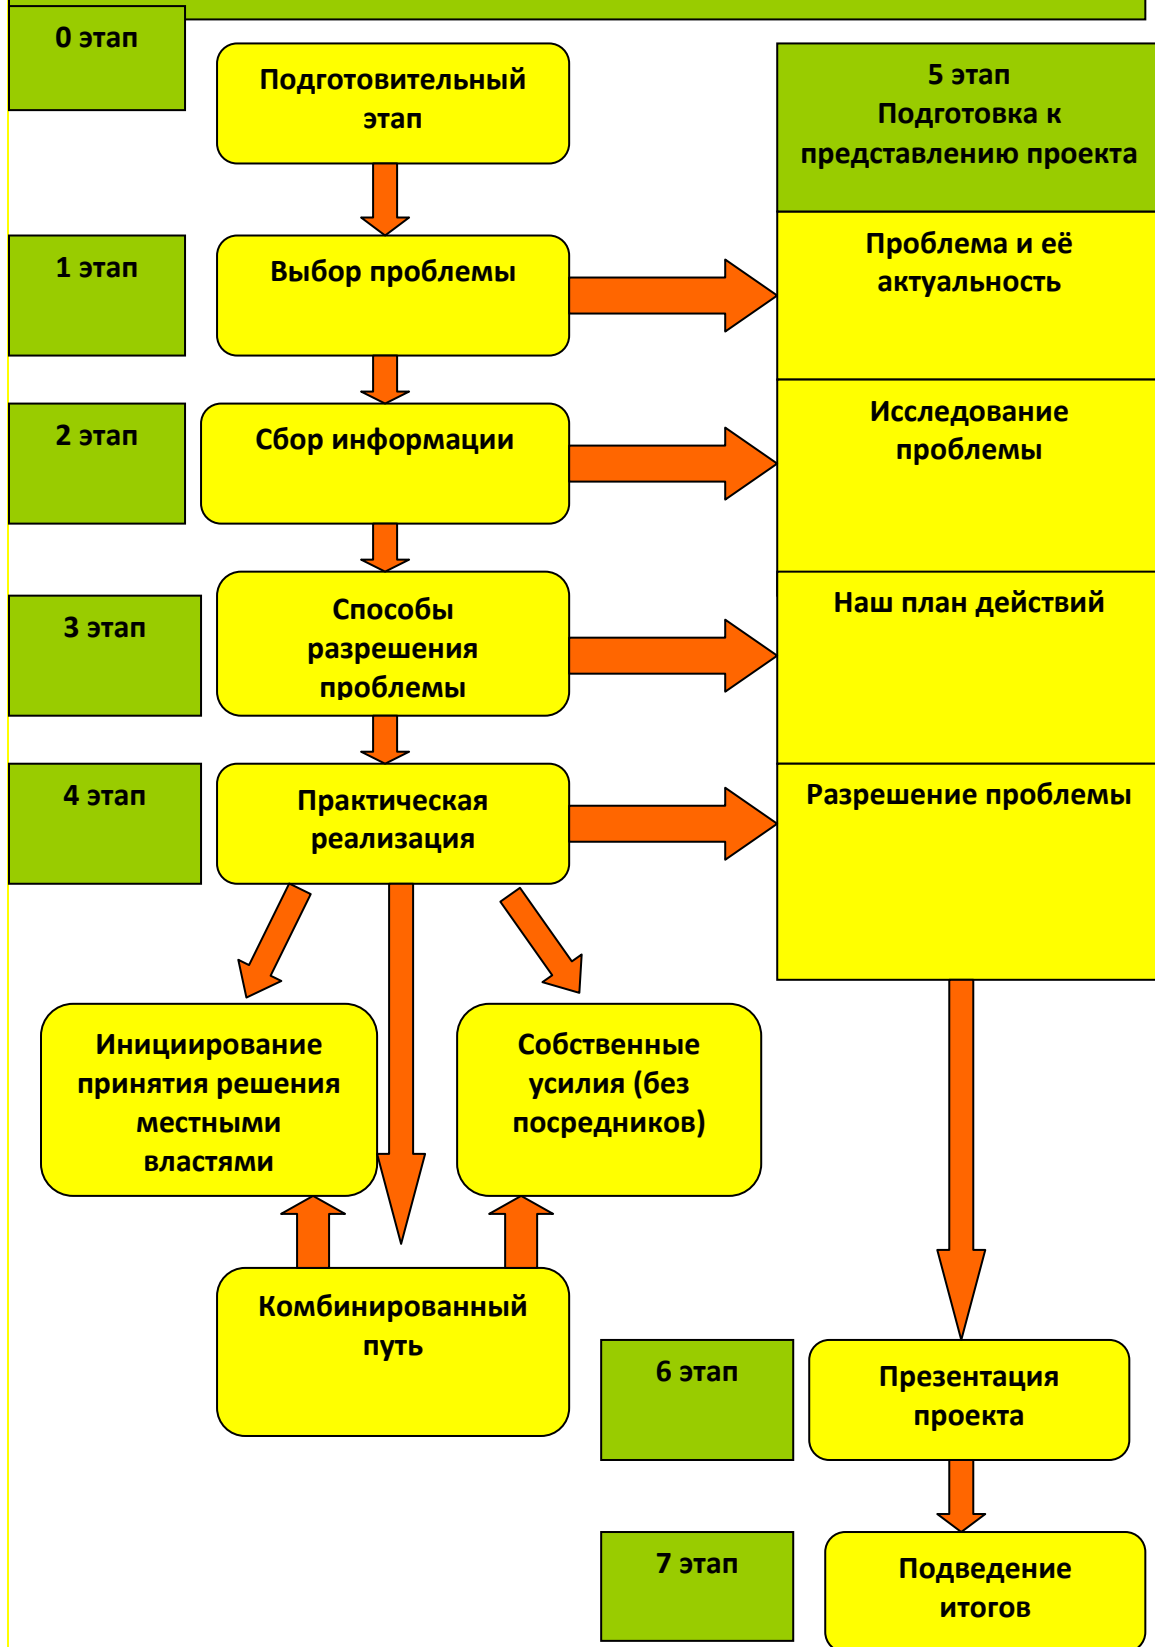 0 этап
Подготовительный
этап
5 этап
Подготовка к
представлению проекта
1 этап
Выбор проблемы
Проблема и её
актуальность
2 этап
Сбор информации
Исследование
проблемы
3 этап
Способы
разрешения
проблемы
Наш план действий
4 этап
Практическая
реализация
Разрешение проблемы
Инициирование
принятия решения
местными
властями
Собственные
усилия (без
посредников)
Комбинированный
путь
6 этап
Презентация
проекта
7 этап
Подведение
итогов